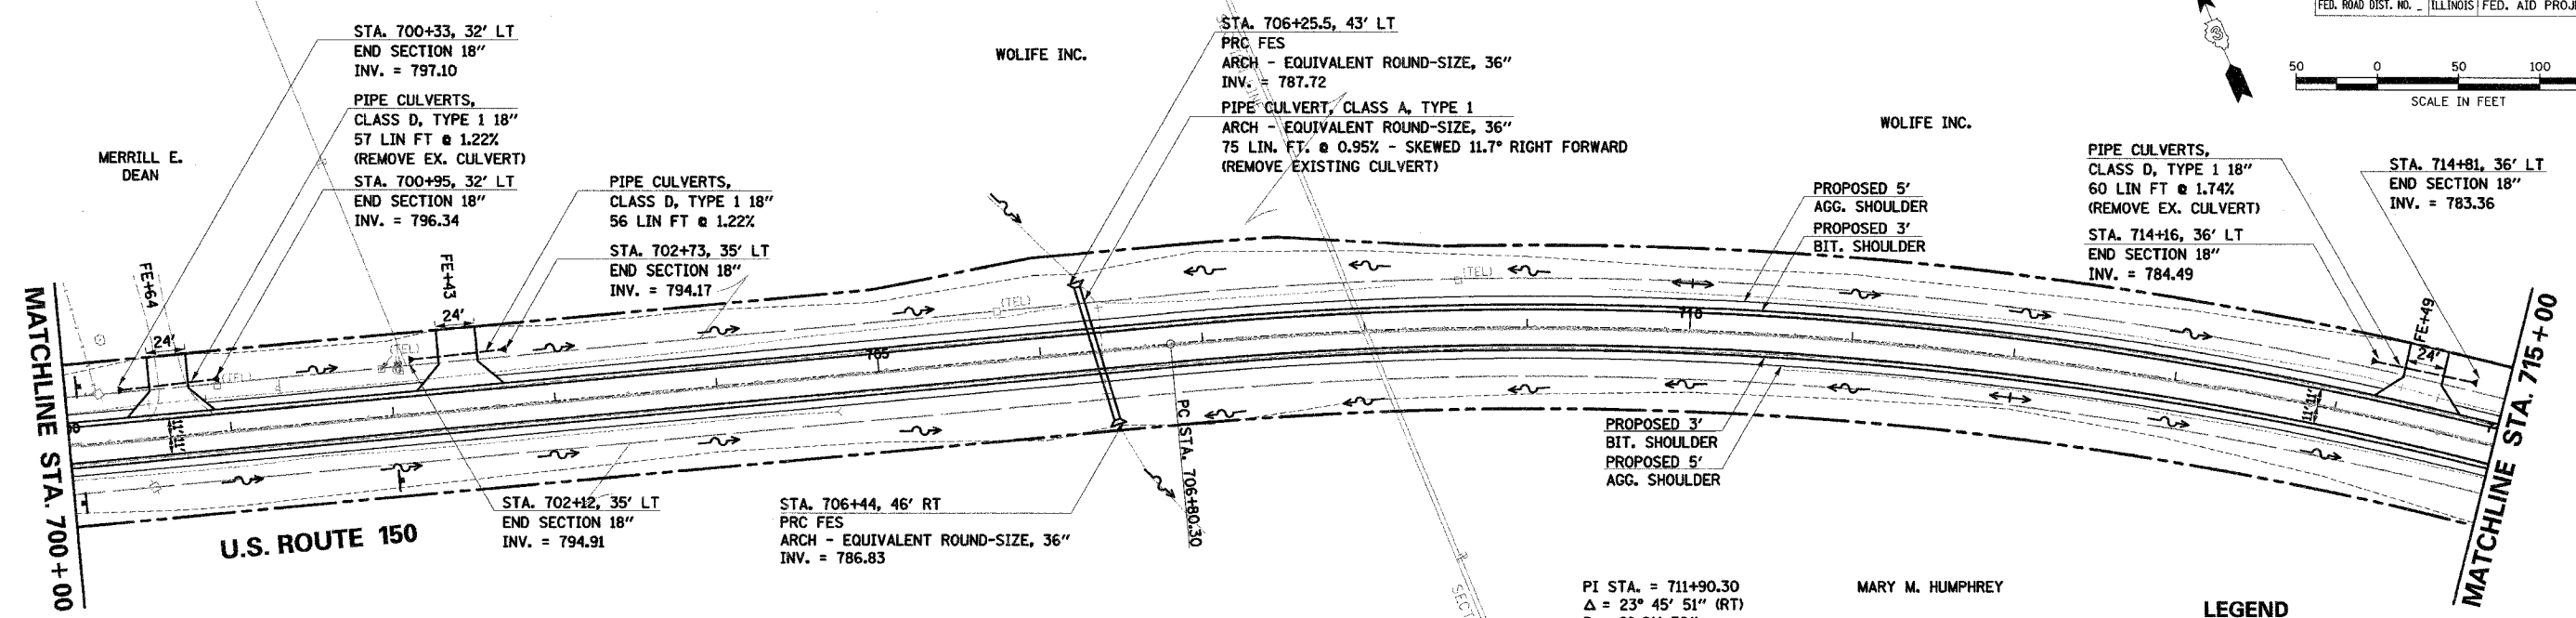 FED. ROAD DIST. NO. _ ILLINOIS FED. AID
STA. 700+33, 32' LT
END SECTION 18"
INV. = 797.10
PIPE CULVERTS,
CLASS D, TYPE 1 18"
57 LIN FT @ 1.22%
(REMOVE EX. CULVERT)
STA. 700+95, 32' LT
END SECTION 18"
INV. = 796.34
MERRILL E.
DEAN
PIPE CULVERTS,
CLASS D, TYPE 1 18"
56 LIN FT @ 1.22%
STA. 702+73, 35' LT
END SECTION 18"
INV. = 794.17
WOLIFE INC.
STA. 706+25.5, 43' LT
PRC FES
ARCH - EQUIVALENT ROUND-SIZE, 36"
INV. = 787.72
PIPE CULVERT, CLASS A, TYPE 1
ARCH - EQUIVALENT ROUND-SIZE, 36"
75 LIN. FT. @ 0.95% - SKEWED 11.7° RIGHT FORWARD
(REMOVE EXISTING CULVERT)
3
50 0 50 100
SCALE IN FEET
WOLIFE INC.
PROPOSED 5'
AGG. SHOULDER
PROPOSED 3'
BIT. SHOULDER
PIPE CULVERTS,
CLASS D, TYPE 1 18"
60 LIN FT @ 1.74%
(REMOVE EX. CULVERT)
STA. 714+16, 36' LT
END SECTION 18"
INV. = 784.49
STA. 714+81, 36' LT
END SECTION 18"
INV. = 783.36
MATCHLINE STA. 700+00
FE+64
24'
(TEL)
11' 11'
FE+43
24'
(TEL)
705
(TEL)
(TEL)
710
FE+49
24'
11' 11'
MATCHLINE STA. 715+00
PC STA. 706+80.30
PROPOSED 3'
BIT. SHOULDER
PROPOSED 5'
AGG. SHOULDER
U.S. ROUTE 150
STA. 702+12, 35' LT
END SECTION 18"
INV. = 794.91
STA. 706+44, 46' RT
PRC FES
ARCH - EQUIVALENT ROUND-SIZE, 36"
INV. = 786.83
PI STA. = 711+90.30
Δ = 23° 45' 51" (RT)
MARY M. HUMPHREY
LEGEND